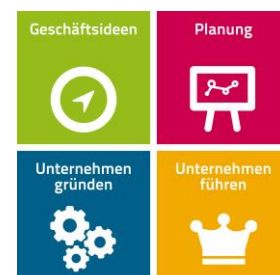 Geschäftsideen
Planung
Unternehmen
gründen
Unternehmen
führen